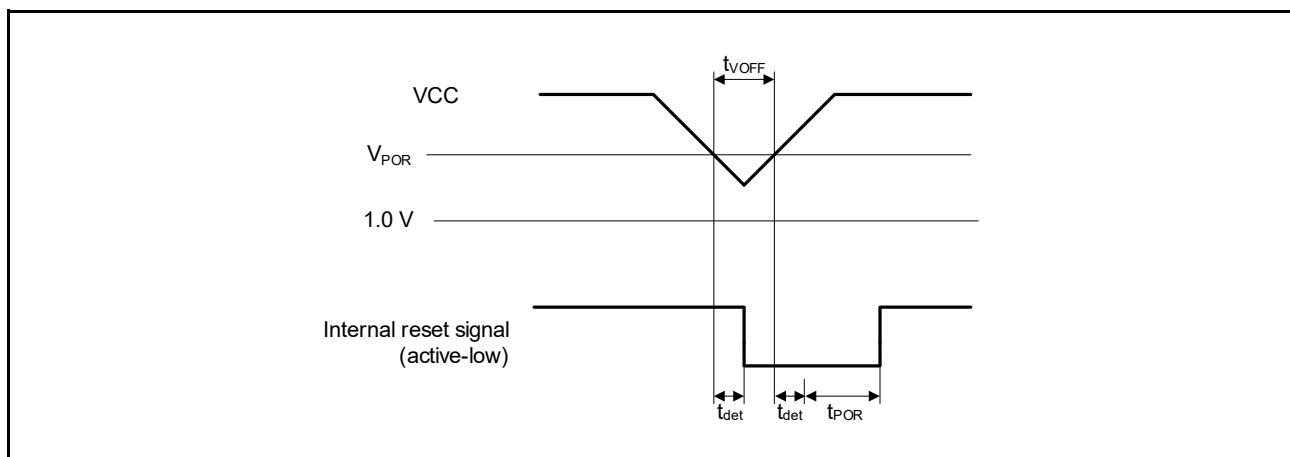 tVOFF
VCC
VPOR
1.0 V
Internal reset signal
(active-low)
tdet
tdet
tPOR